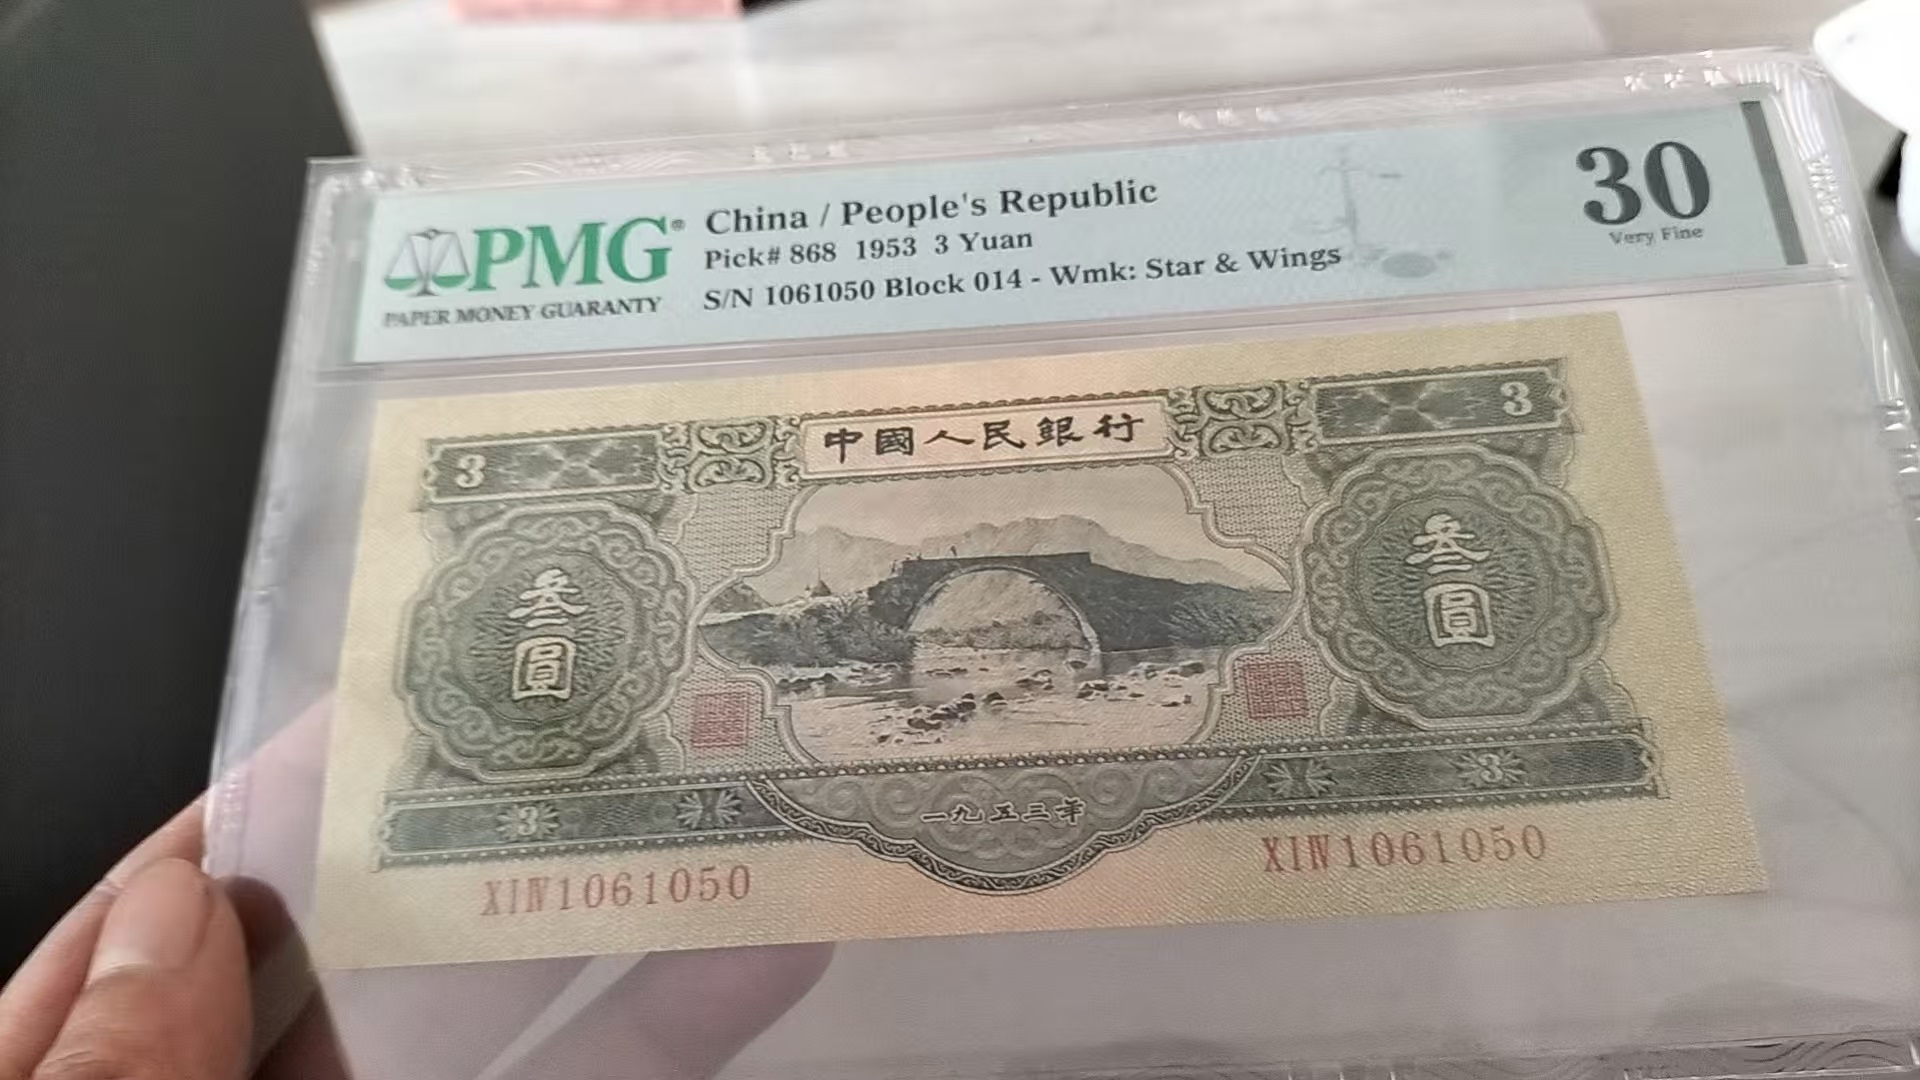 PMG®
PAPER MONEY GUARANTY
China / People's Republic
Pick# 868 1953 3 Yuan
S/N 1061050 Block 014 - Wmk: Star & Wings
30
Very Fine
3
中國人民銀行
3
叁圓
叁圓
3
一九五三年
3
XIIV1061050
XIIV1061050